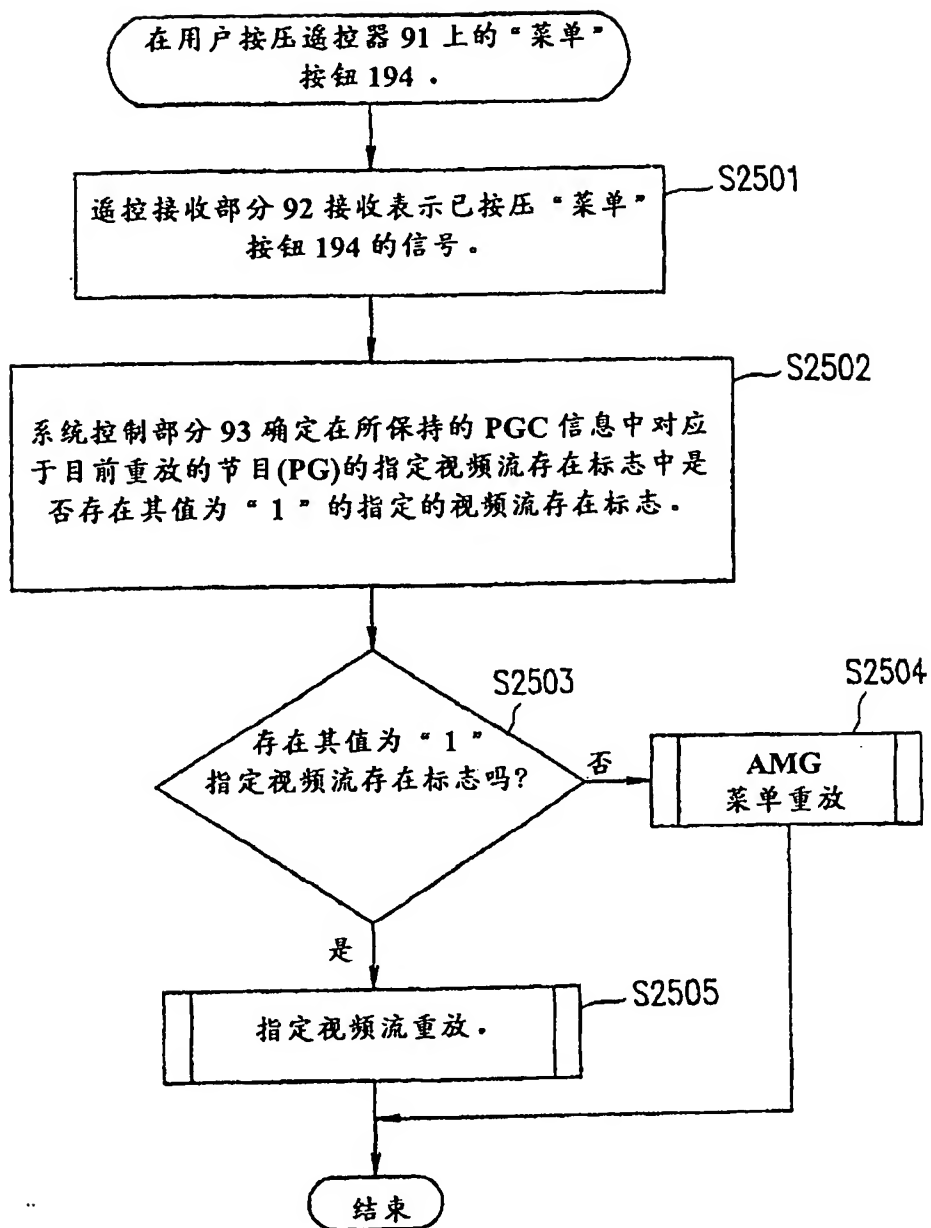 在用户按压遥控器 91 上的“菜单”
按钮 194 .
S2501
遥控接收部分 92 接收表示已按压“菜单”
按钮 194 的信号。
S2502
系统控制部分 93 确定在所保持的 PGC 信息中对应
于目前重放的节目(PG)的指定视频流存在标志中是
否存在其值为“1”的指定的视频流存在标志.
S2503
存在其值为“1”
指定视频流存在标志吗?
否
S2504
AMG
菜单重放
是
S2505
指定视频流重放.
结束